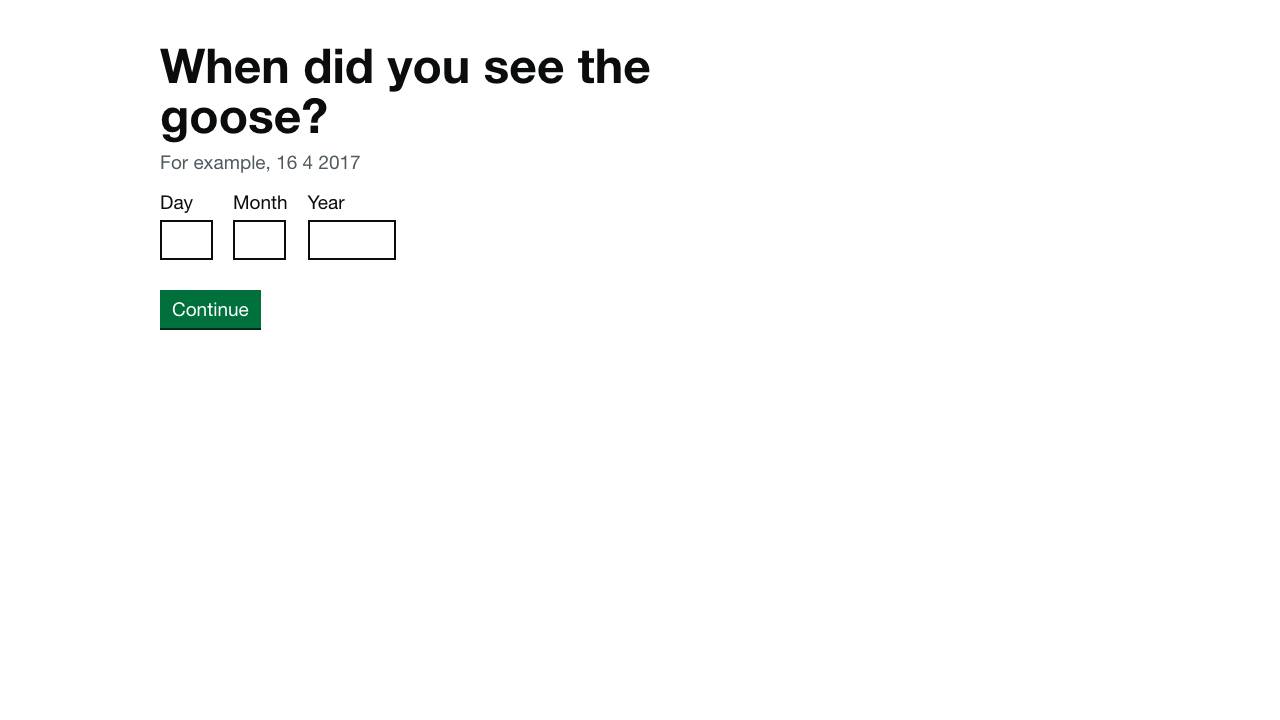 When did you see the
goose?
For example, 16 4 2017
Day Month Year
Continue